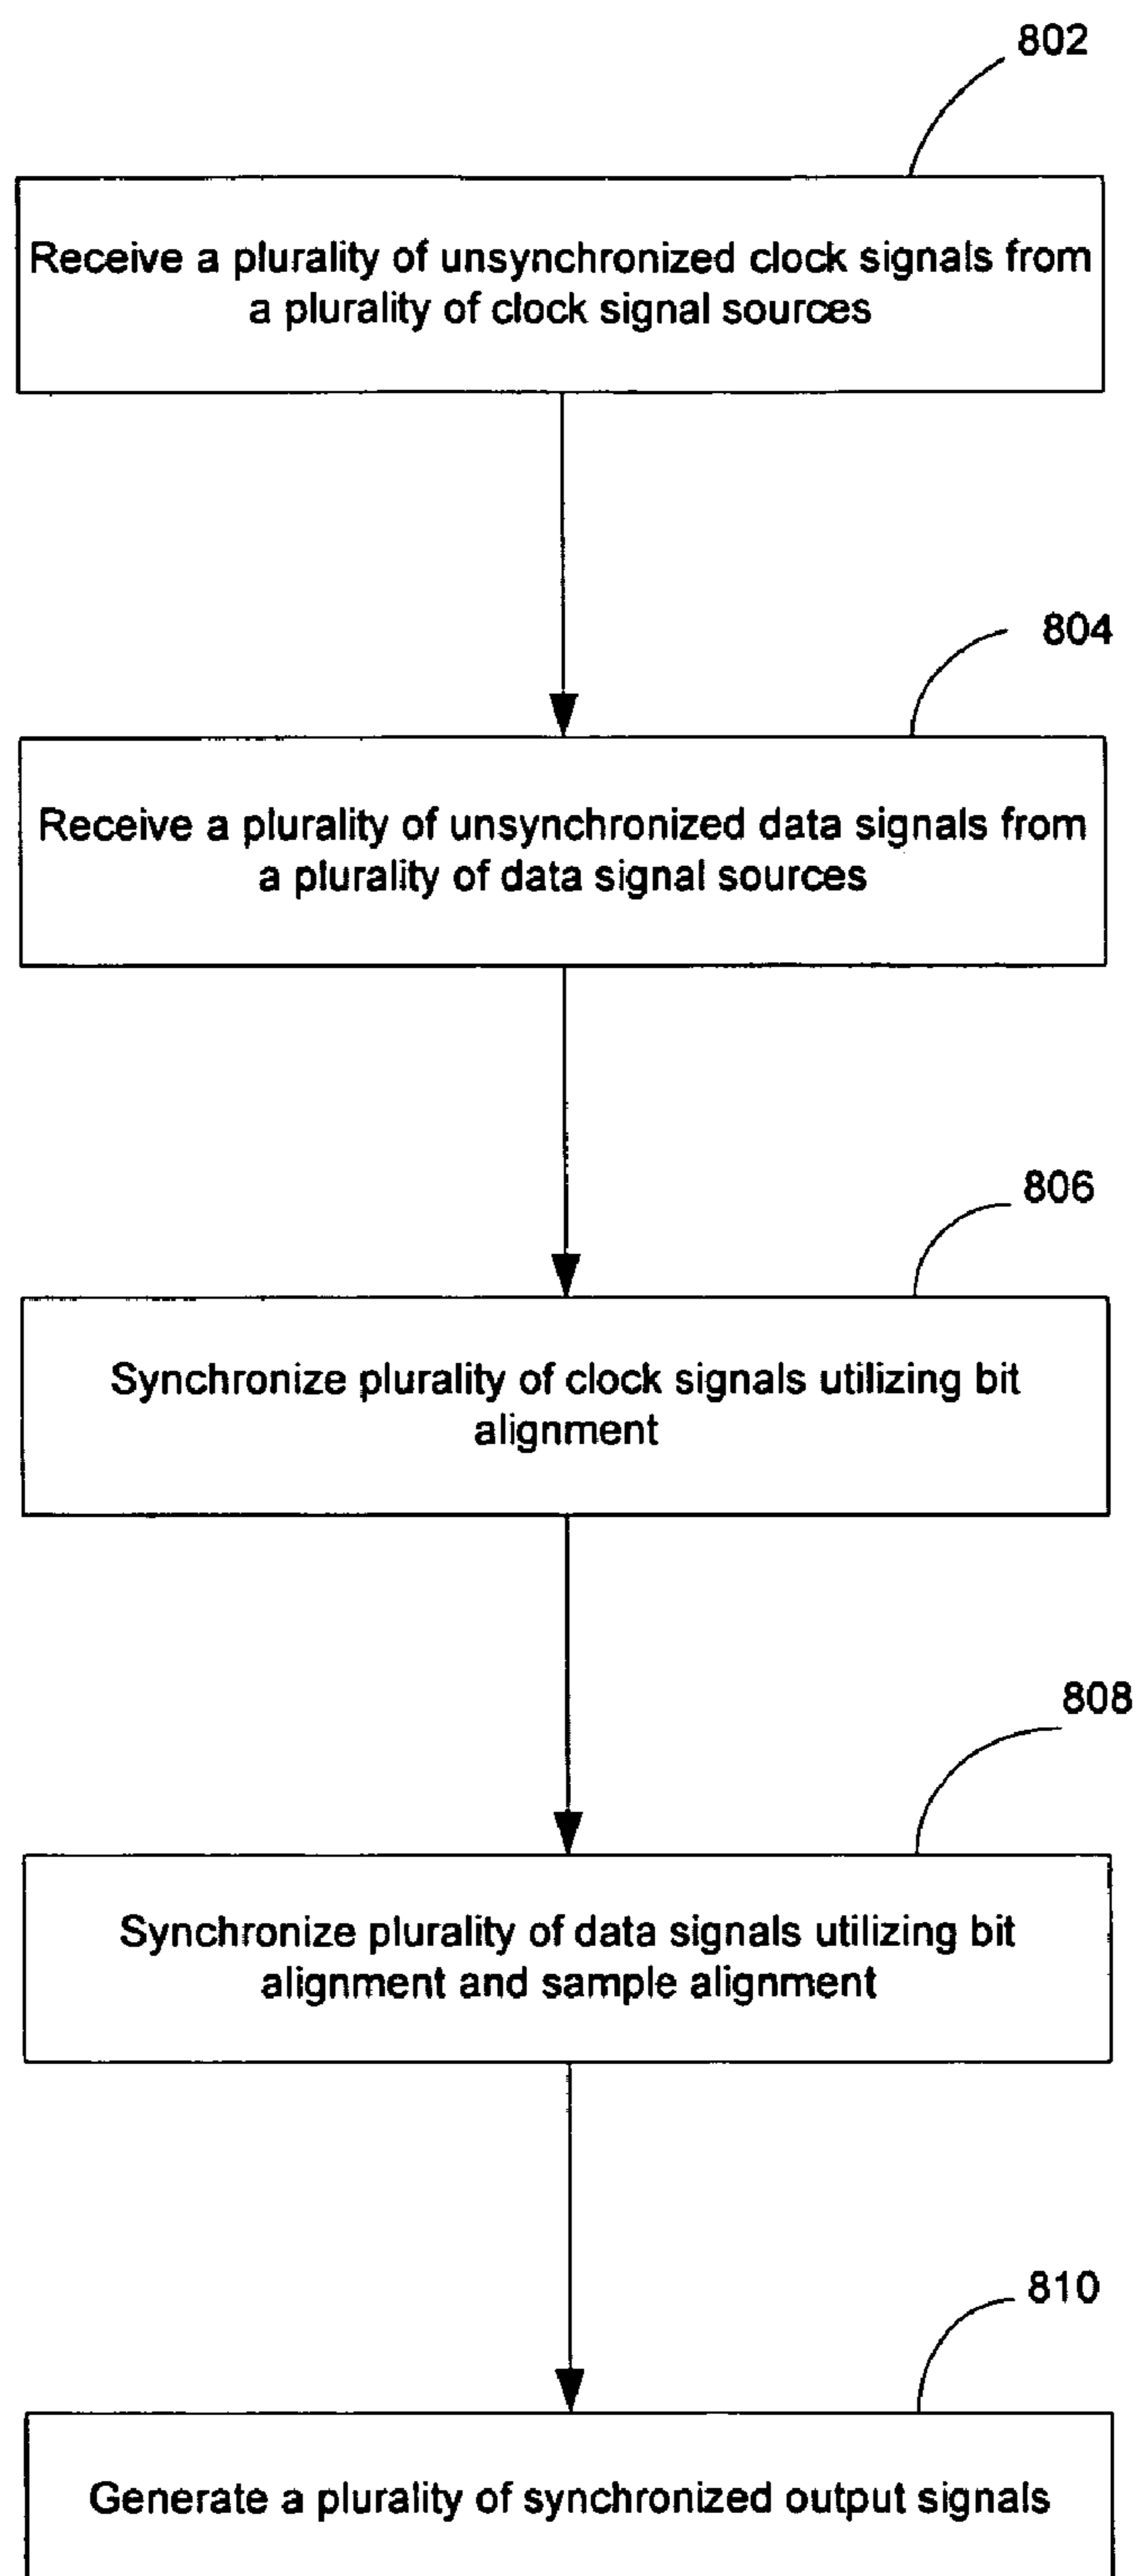 802
Receive a plurality of unsynchronized clock signals from
a plurality of clock signal sources
804
Receive a plurality of unsynchronized data signals from
a plurality of data signal sources
806
Synchronize plurality of clock signals utilizing bit
alignment
808
Synchronize plurality of data signals utilizing bit
alignment and sample alignment
810
Generate a plurality of synchronized output signals